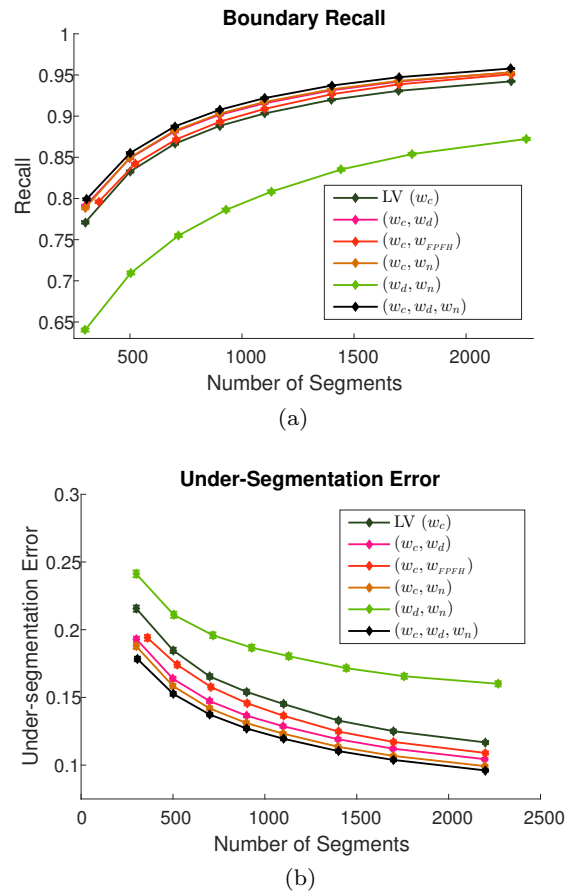 Boundary Recall
1
0.95
0.9
0.85
0.8
0.75
0.7
0.65
Recall
LV (w_c)
(w_c, w_d)
(w_c, w_FPFH)
(w_c, w_n)
(w_d, w_n)
(w_c, w_d, w_n)
500 1000 1500 2000
Number of Segments
(a)
Under-Segmentation Error
0.3
0.25
0.2
0.15
0.1
Under-segmentation Error
LV (w_c)
(w_c, w_d)
(w_c, w_FPFH)
(w_c, w_n)
(w_d, w_n)
(w_c, w_d, w_n)
0 500 1000 1500 2000 2500
Number of Segments
(b)